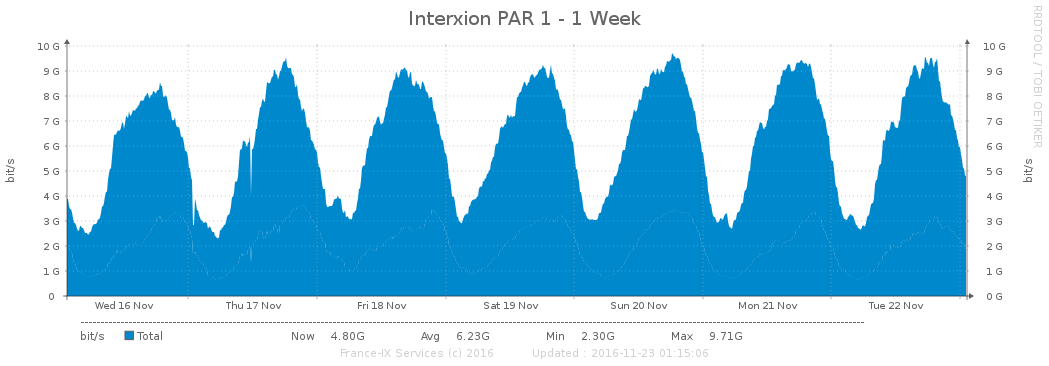 Interxion PAR 1 - 1 Week
RRDTOOL / TOBI OETIKER
10 G 10 G
9 G 9 G
8 G 8 G
7 G 7 G
6 G 6 G
5 G 5 G
4 G 4 G
3 G 3 G
2 G 2 G
1 G 1 G
0 0 G
bit/s
bit/s
Wed 16 Nov Thu 17 Nov Fri 18 Nov Sat 19 Nov Sun 20 Nov Mon 21 Nov Tue 22 Nov
bit/s Total Now 4.80G Avg 6.23G Min 2.30G Max 9.71G
France-IX Services (c) 2016 Updated : 2016-11-23 01:15:06